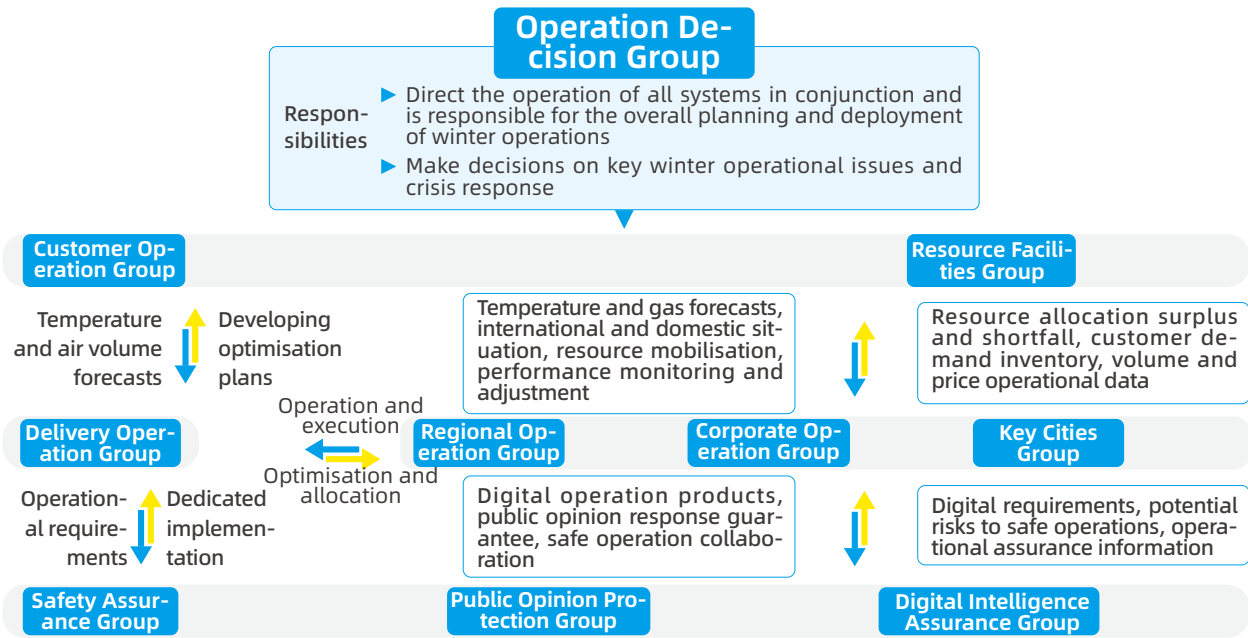 Operation De-
cision Group
Respon-
sibilities
Direct the operation of all systems in conjunction and
is responsible for the overall planning and deployment
of winter operations
Make decisions on key winter operational issues and
crisis response
Customer Op-
eration Group
Resource Facili-
ties Group
Temperature
and air volume
forecasts
Developing
optimisation
plans
Temperature and gas forecasts,
international and domestic sit-
uation, resource mobilisation,
performance monitoring and
adjustment
Resource allocation surplus
and shortfall, customer de-
mand inventory, volume and
price operational data
Operation and
execution
Optimisation and
allocation
Delivery Oper-
ation Group
Regional Op-
eration Group
Corporate Op-
eration Group
Key Cities
Group
Operation-
al require-
ments
Dedicated
implemen-
tation
Digital operation products,
public opinion response guar-
antee, safe operation collabo-
ration
Digital requirements, potential
risks to safe operations, opera-
tional assurance information
Safety Assur-
ance Group
Public Opinion Pro-
tection Group
Digital Intelligence
Assurance Group